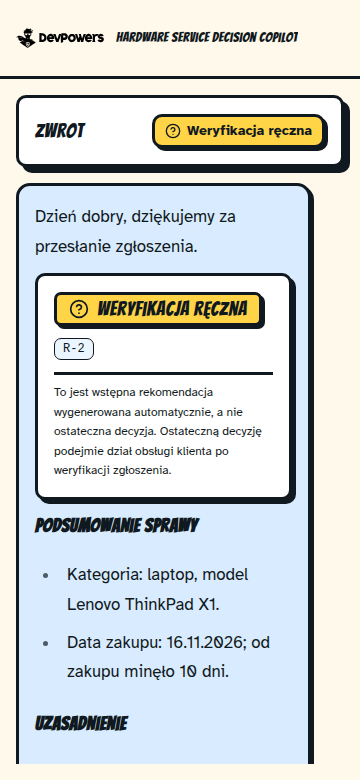 DevPowers
HARDWARE SERVICE DECISION COPILOT
ZWROT
Weryfikacja ręczna
Dzień dobry, dziękujemy za
przesłanie zgłoszenia.
WERYFIKACJA RĘCZNA
R-2
To jest wstępna rekomendacja
wygenerowana automatycznie, a nie
ostateczna decyzja. Ostateczną decyzję
podejmie dział obsługi klienta po
weryfikacji zgłoszenia.
PODSUMOWANIE SPRAWY
Kategoria: laptop, model
Lenovo ThinkPad X1.
Data zakupu: 16.11.2026; od
zakupu minęło 10 dni.
UZASADNIENIE